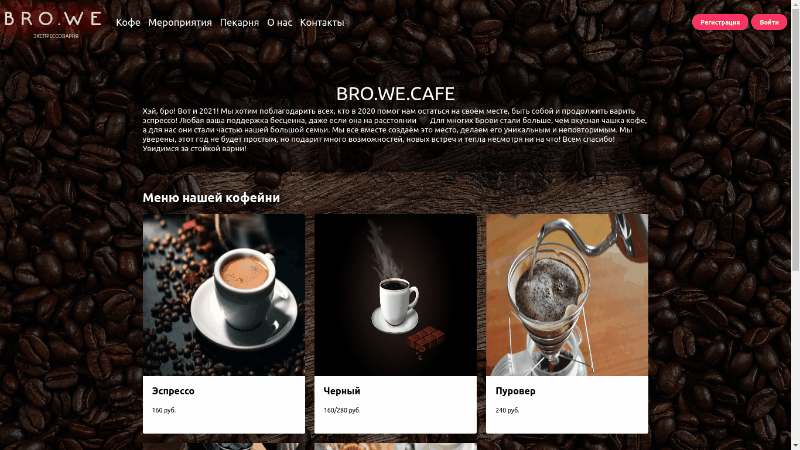 BRO.WE
ЭКСПРЕССОВАРНЯ
Кофе Мероприятия Пекарня О нас Контакты
Регистрация Войти
BRO.WE.CAFE
Хэй, бро! Вот и 2021! Мы хотим поблагодарить всех, кто в 2020 помог нам остаться на своём месте, быть собой и продолжить варить
эспрессо! Любая ваша поддержка бесценна, даже если она на расстоянии Для многих Брови стали больше, чем вкусная чашка кофе,
а для нас они стали частью нашей большой семьи. Мы все вместе создаём это место, делаем его уникальным и неповторимым. Мы
уверены, этот год не будет простым, но подарит много возможностей, новых встреч и тепла несмотря ни на что! Всем спасибо!
Увидимся за стойкой варни!
Меню нашей кофейни
Эспрессо
160 руб.
Черный
160/280 руб.
Пуровер
240 руб.